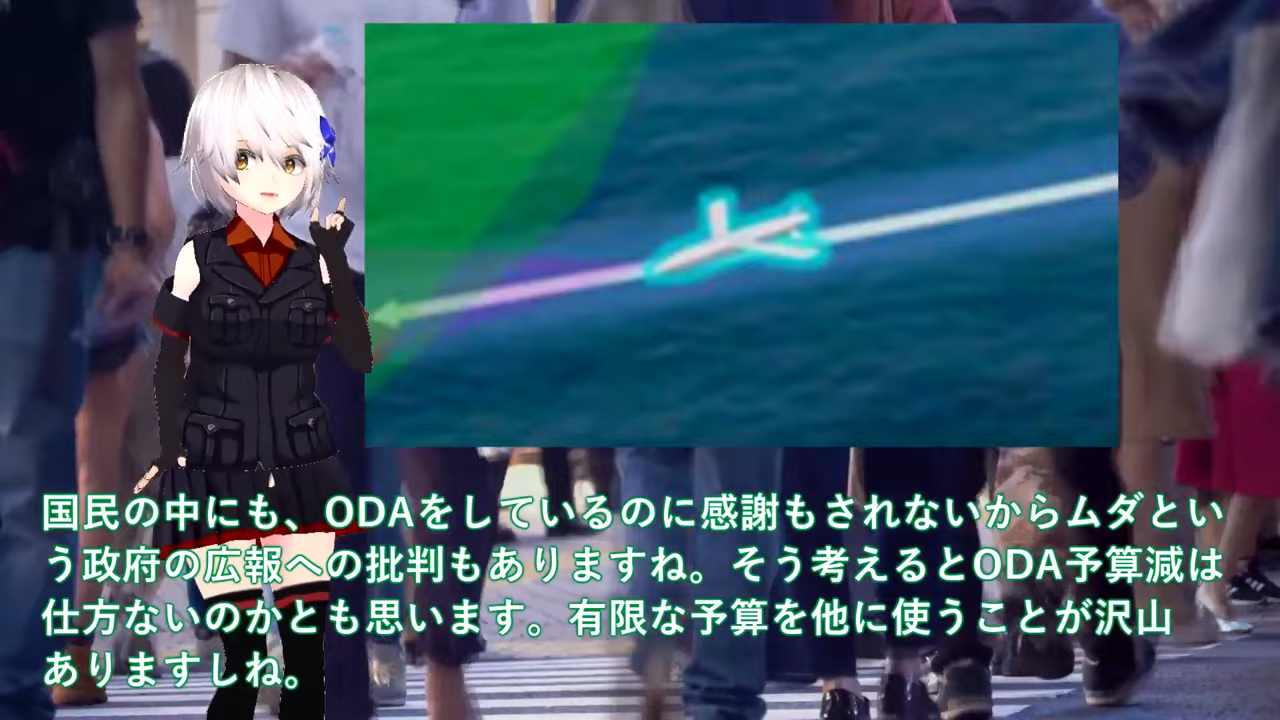 国民の中にも、ODAをしているのに感謝もされないからムダとい
う政府の広報への批判もありますね。そう考えるとODA予算減は
仕方ないのかとも思います。有限な予算を他に使うことが沢山
ありますしね。